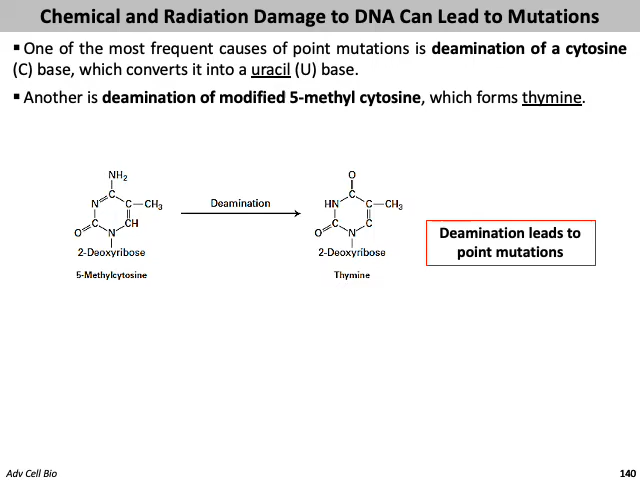 Chemical and Radiation Damage to DNA Can Lead to Mutations
▪ One of the most frequent causes of point mutations is deamination of a cytosine
(C) base, which converts it into a uracil (U) base.
▪ Another is deamination of modified 5-methyl cytosine, which forms thymine.
NH₂
C
N C—CH₃
C CH
O N
2-Deoxyribose
5-Methylcytosine
Deamination
O
C
HN C—CH₃
C C
O N
2-Deoxyribose
Thymine
Deamination leads to
point mutations
Adv Cell Bio
140